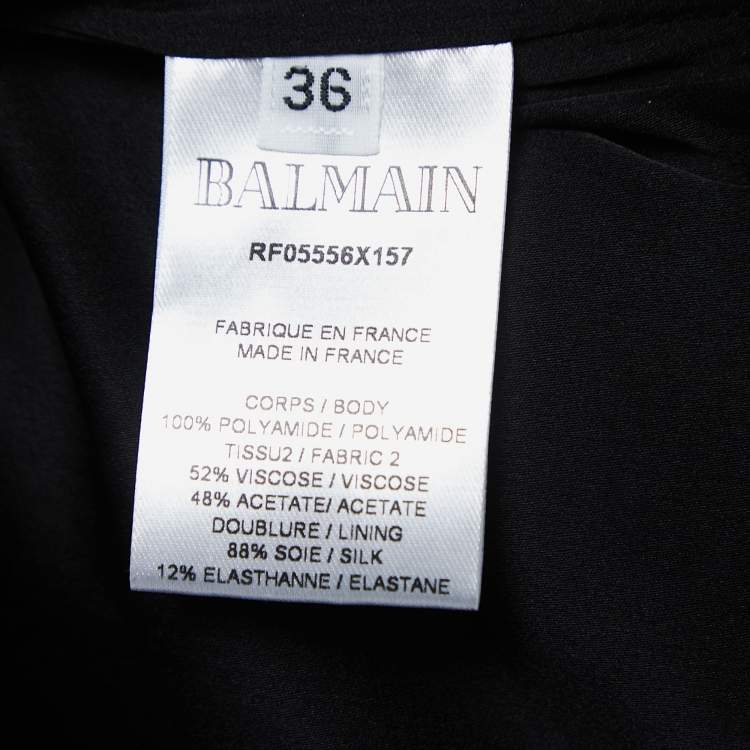 36
BALMAIN
RF05556X157
FABRIQUE EN FRANCE
MADE IN FRANCE
CORPS / BODY
100% POLYAMIDE / POLYAMIDE
TISSU2 / FABRIC 2
52% VISCOSE / VISCOSE
48% ACETATE/ ACETATE
DOUBLURE / LINING
88% SOIE / SILK
12% ELASTHANNE / ELASTANE